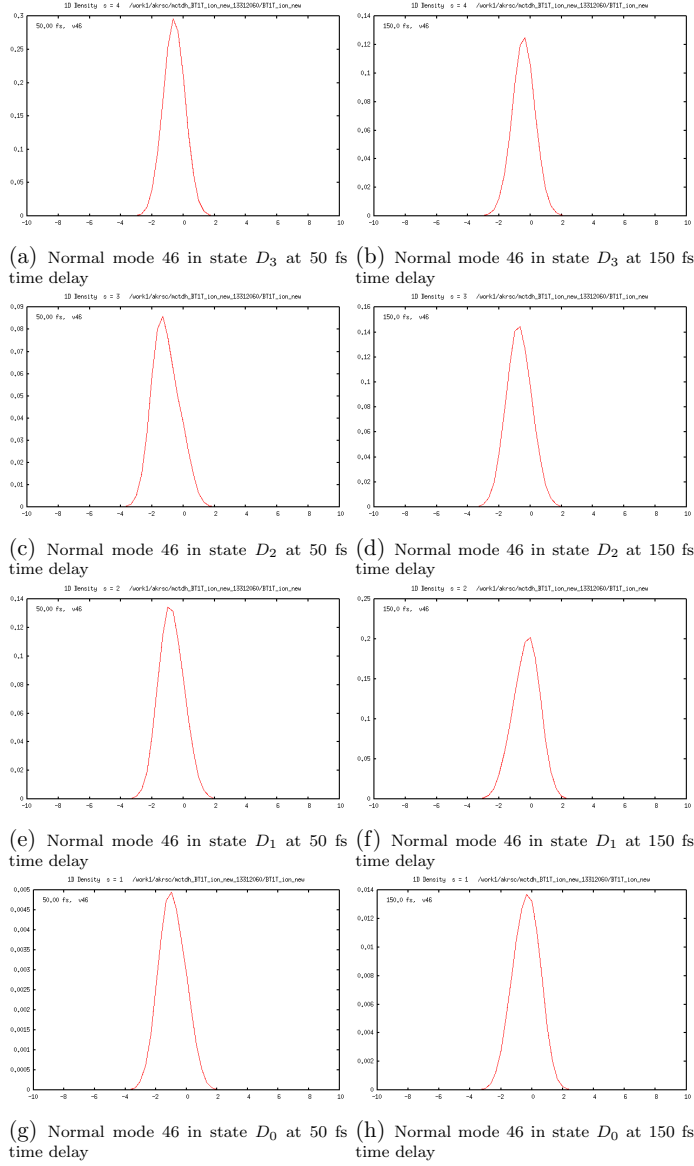 1D Density s = 4 /work1/akrsc/mctdh_BT1T_ion_new_13312060/BT1T_ion_new
50.00 fs, v46
0.3
0.25
0.2
0.15
0.1
0.05
0
-10 -8 -6 -4 -2 0 2 4 6 8 10
(a) Normal mode 46 in state D3 at 50 fs
time delay
1D Density s = 4 /work1/akrsc/mctdh_BT1T_ion_new_13312060/BT1T_ion_new
150.0 fs, v46
0.14
0.12
0.1
0.08
0.06
0.04
0.02
0
-10 -8 -6 -4 -2 0 2 4 6 8 10
(b) Normal mode 46 in state D3 at 150 fs
time delay
1D Density s = 3 /work1/akrsc/mctdh_BT1T_ion_new_13312060/BT1T_ion_new
50.00 fs, v46
0.09
0.08
0.07
0.06
0.05
0.04
0.03
0.02
0.01
0
-10 -8 -6 -4 -2 0 2 4 6 8 10
(c) Normal mode 46 in state D2 at 50 fs
time delay
1D Density s = 3 /work1/akrsc/mctdh_BT1T_ion_new_13312060/BT1T_ion_new
150.0 fs, v46
0.16
0.14
0.12
0.1
0.08
0.06
0.04
0.02
0
-10 -8 -6 -4 -2 0 2 4 6 8 10
(d) Normal mode 46 in state D2 at 150 fs
time delay
1D Density s = 2 /work1/akrsc/mctdh_BT1T_ion_new_13312060/BT1T_ion_new
50.00 fs, v46
0.14
0.12
0.1
0.08
0.06
0.04
0.02
0
-10 -8 -6 -4 -2 0 2 4 6 8 10
(e) Normal mode 46 in state D1 at 50 fs
time delay
1D Density s = 2 /work1/akrsc/mctdh_BT1T_ion_new_13312060/BT1T_ion_new
150.0 fs, v46
0.25
0.2
0.15
0.1
0.05
0
-10 -8 -6 -4 -2 0 2 4 6 8 10
(f) Normal mode 46 in state D1 at 150 fs
time delay
1D Density s = 1 /work1/akrsc/mctdh_BT1T_ion_new_13312060/BT1T_ion_new
50.00 fs, v46
0.005
0.0045
0.004
0.0035
0.003
0.0025
0.002
0.0015
0.001
0.0005
0
-10 -8 -6 -4 -2 0 2 4 6 8 10
(g) Normal mode 46 in state D0 at 50 fs
time delay
1D Density s = 1 /work1/akrsc/mctdh_BT1T_ion_new_13312060/BT1T_ion_new
150.0 fs, v46
0.014
0.012
0.01
0.008
0.006
0.004
0.002
0
-10 -8 -6 -4 -2 0 2 4 6 8 10
(h) Normal mode 46 in state D0 at 150 fs
time delay